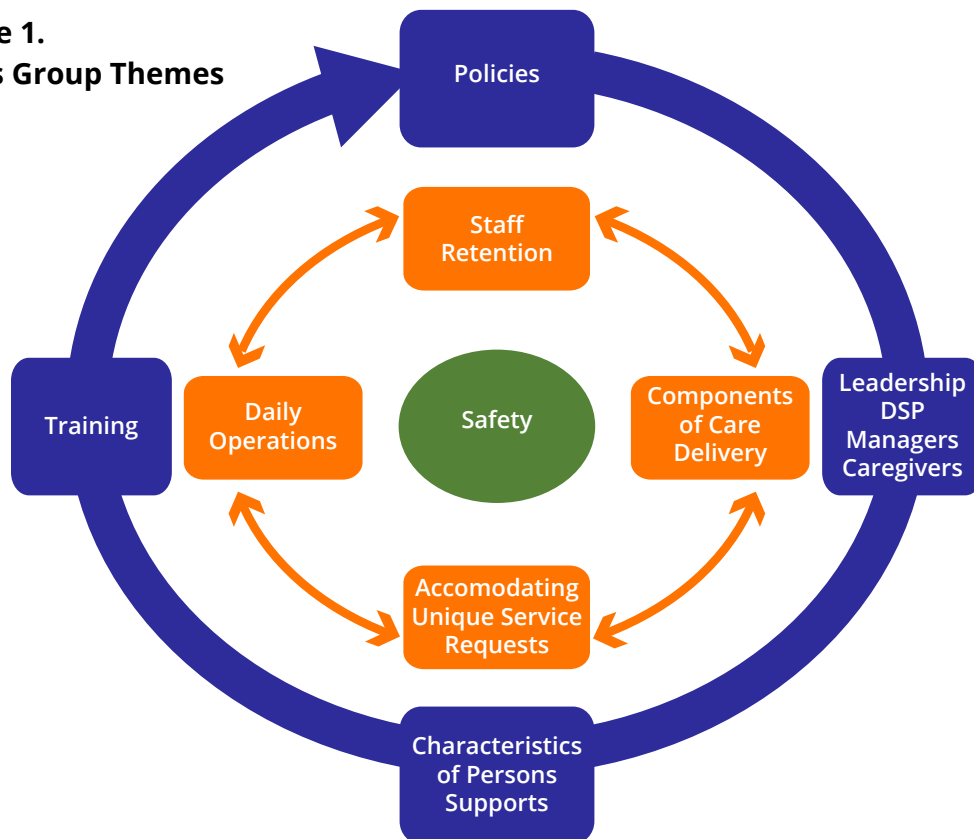 e 1.
s Group Themes
Policies
Staff
Retention
Training
Daily
Operations
Safety
Components
of Care
Delivery
Leadership
DSP
Managers
Caregivers
Accomodating
Unique Service
Requests
Characteristics
of Persons
Supports